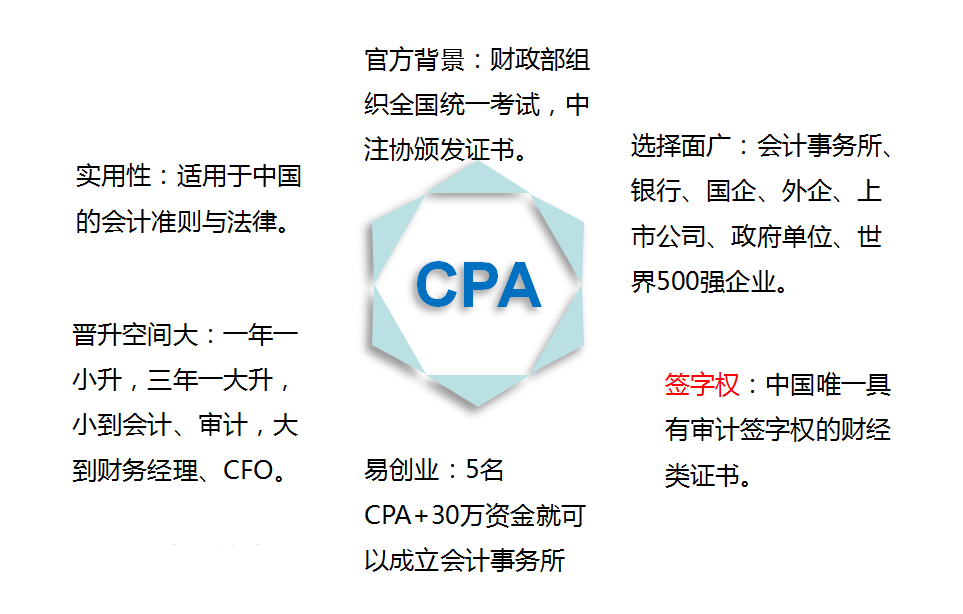 官方背景：财政部组
织全国统一考试，中
注协颁发证书。
选择面广：会计事务所、
银行、国企、外企、上
市公司、政府单位、世
界500强企业。
实用性：适用于中国
的会计准则与法律。
CPA
晋升空间大：一年一
小升，三年一大升，
小到会计、审计，大
到财务经理、CFO。
签字权：中国唯一具
有审计签字权的财经
类证书。
易创业：5名
CPA+30万资金就可
以成立会计事务所